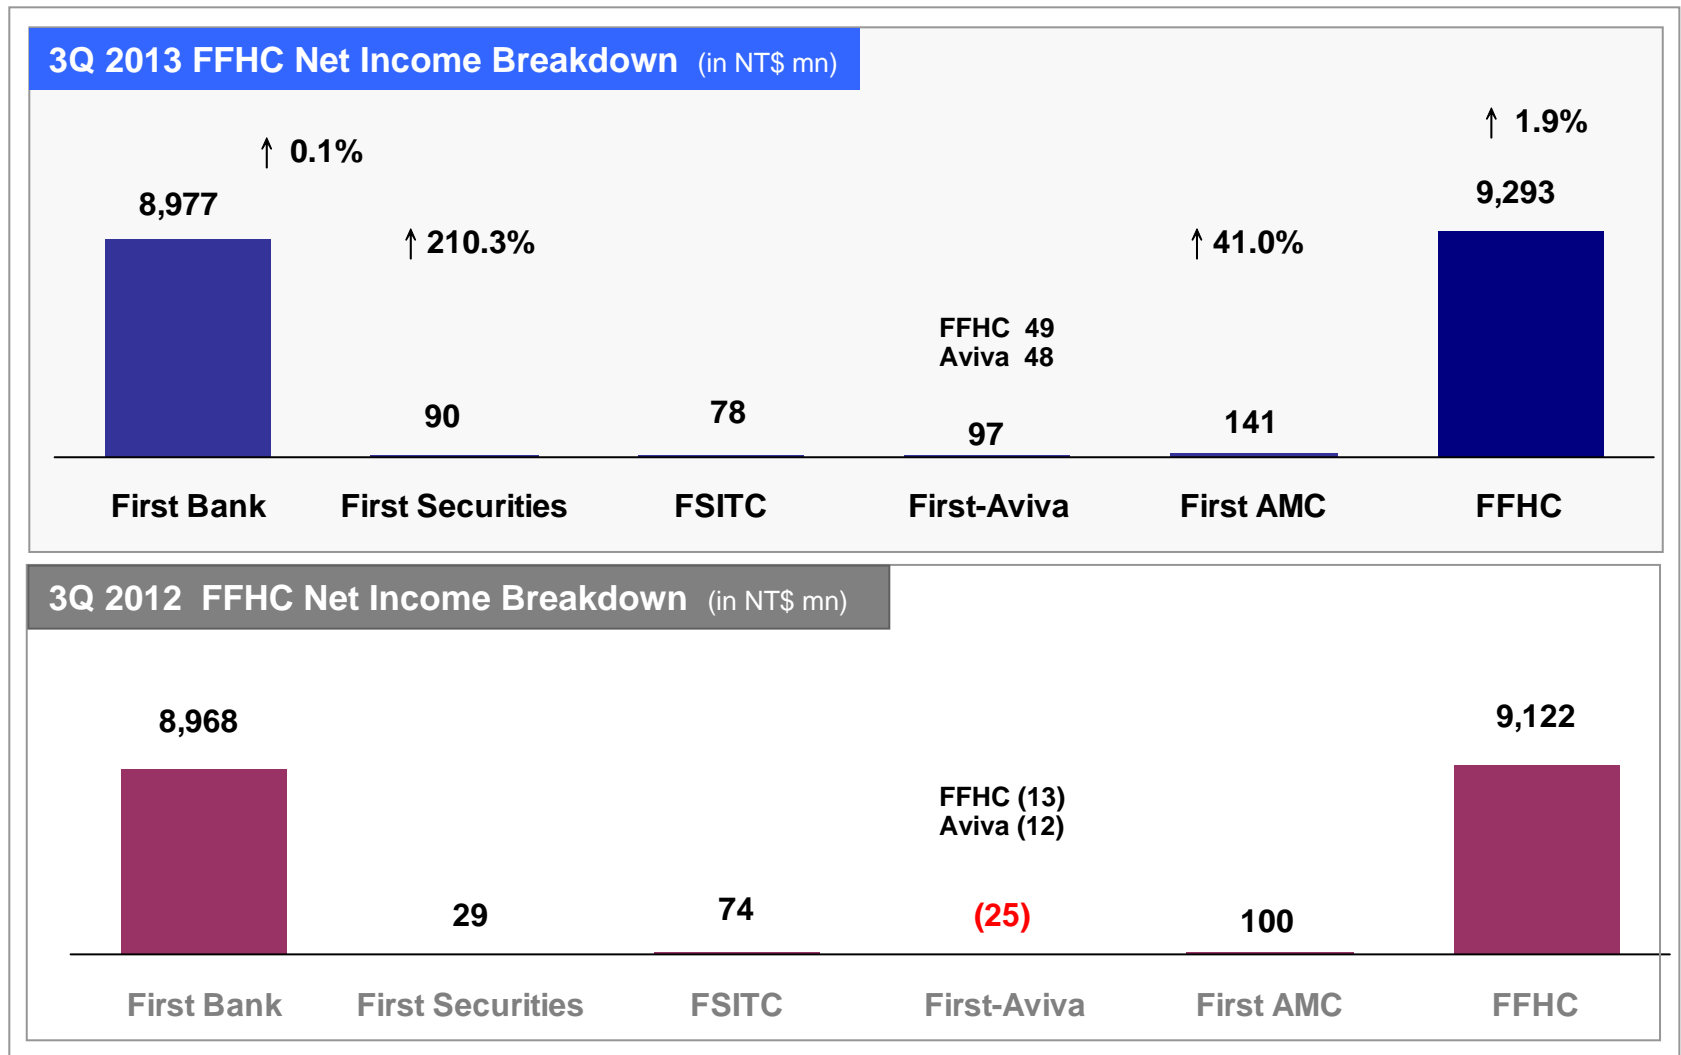 3Q 2013 FFHC Net Income Breakdown (in NT$ mn)
↑ 1.9%
↑ 0.1%
8,977
9,293
↑ 210.3%
↑ 41.0%
FFHC 49
Aviva 48
90
78
97
141
First Bank First Securities FSITC First-Aviva First AMC FFHC
3Q 2012 FFHC Net Income Breakdown (in NT$ mn)
8,968
9,122
FFHC (13)
Aviva (12)
29
74
(25)
100
First Bank First Securities FSITC First-Aviva First AMC FFHC